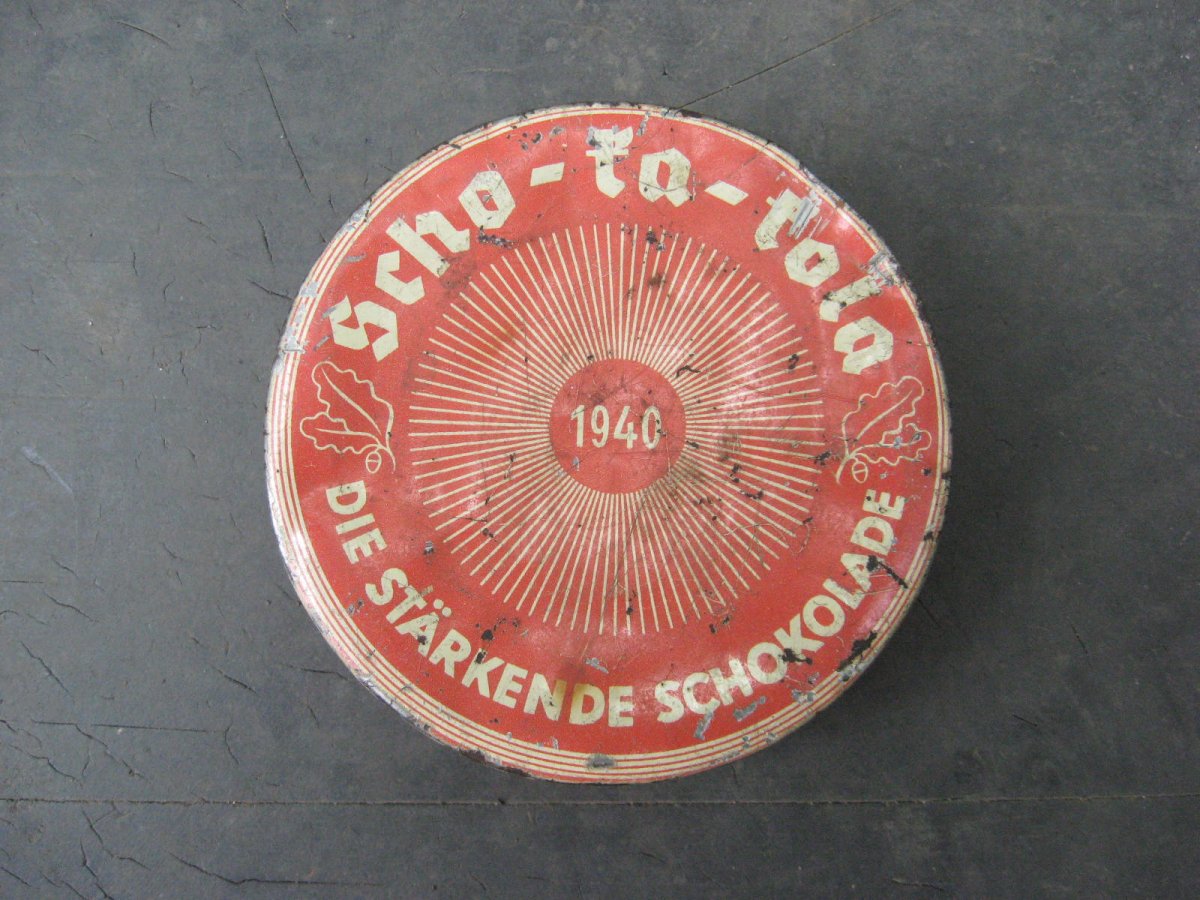 Scho-ka-kola
1940
DIE STÄRKENDE SCHOKOLADE